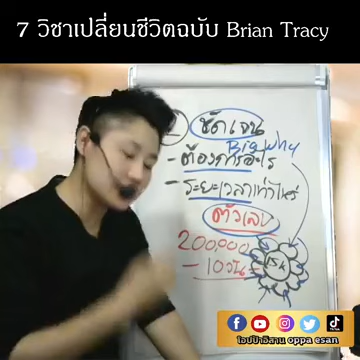 7 วิชาเปลี่ยนชีวิตฉบับ Brian Tracy
ชัดเจน
Big why
- ต้องการอะไร
- ระยะเวลาเท่าไหร่
ตัวเลข
200,000
- 10 วัน
15k
โอปป้าอีสาน oppa esan